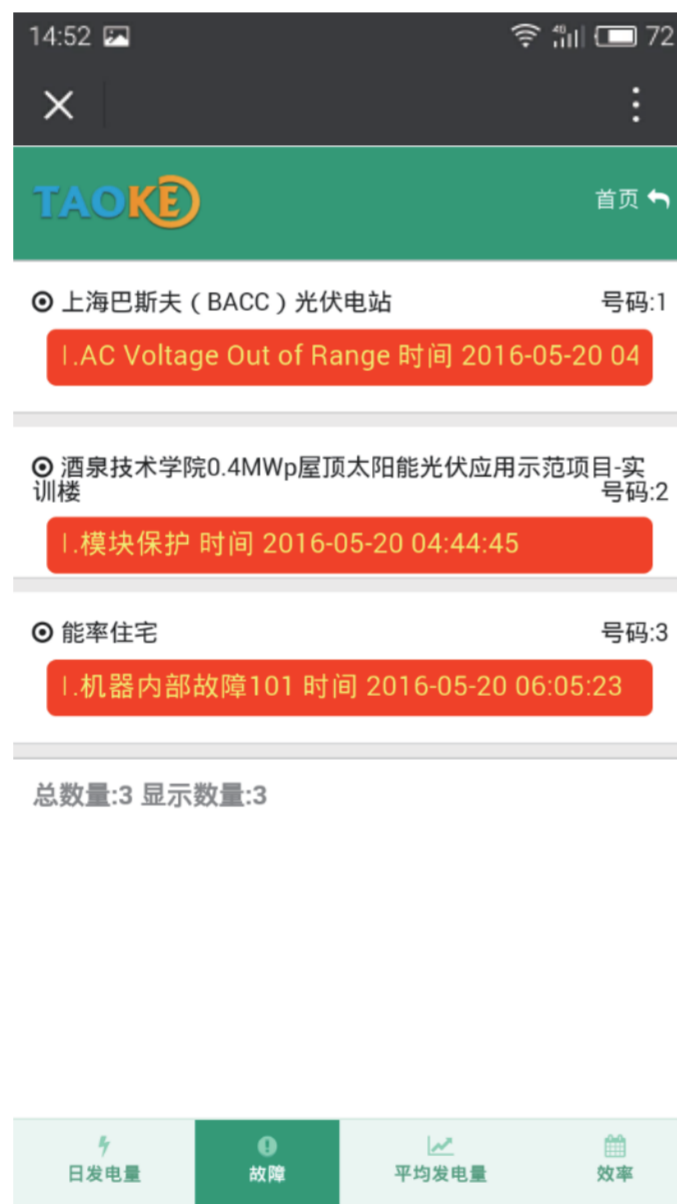 14:52
4G
72
TAOKE
首页
上海巴斯夫（BACC）光伏电站 号码:1
1.AC Voltage Out of Range 时间 2016-05-20 04
酒泉技术学院0.4MWp屋顶太阳能光伏应用示范项目-实
训楼 号码:2
1.模块保护 时间 2016-05-20 04:44:45
能率住宅 号码:3
1.机器内部故障101 时间 2016-05-20 06:05:23
总数量:3 显示数量:3
日发电量 故障 平均发电量 效率